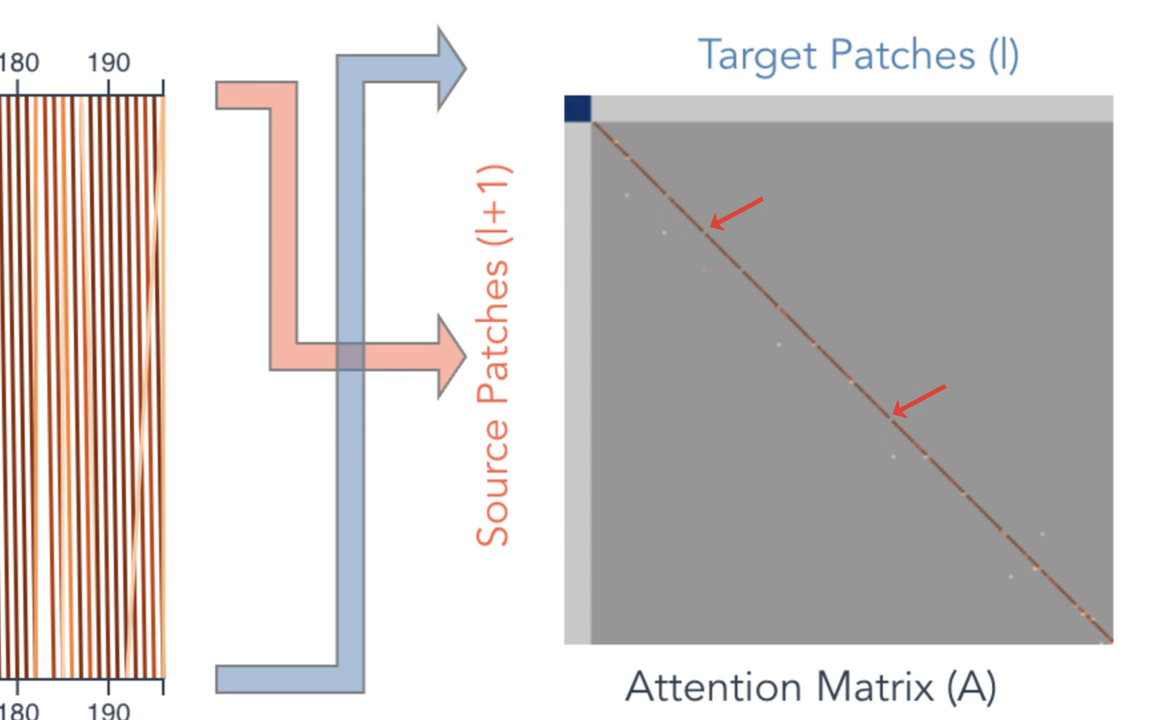 180 190
Target Patches (l)
Source Patches (l+1)
180 190
Attention Matrix (A)